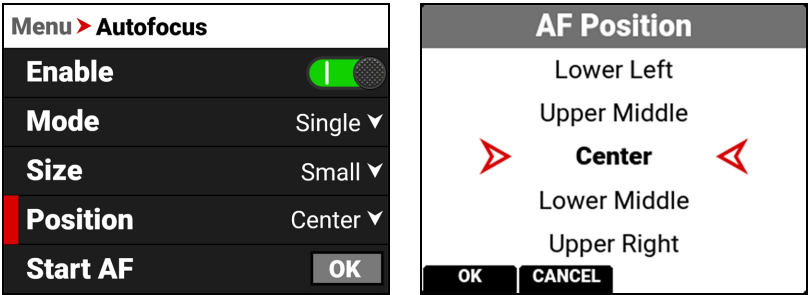 Menu > Autofocus
Enable
Mode Single
Size Small
Position Center
Start AF OK
AF Position
Lower Left
Upper Middle
Center
Lower Middle
Upper Right
OK CANCEL